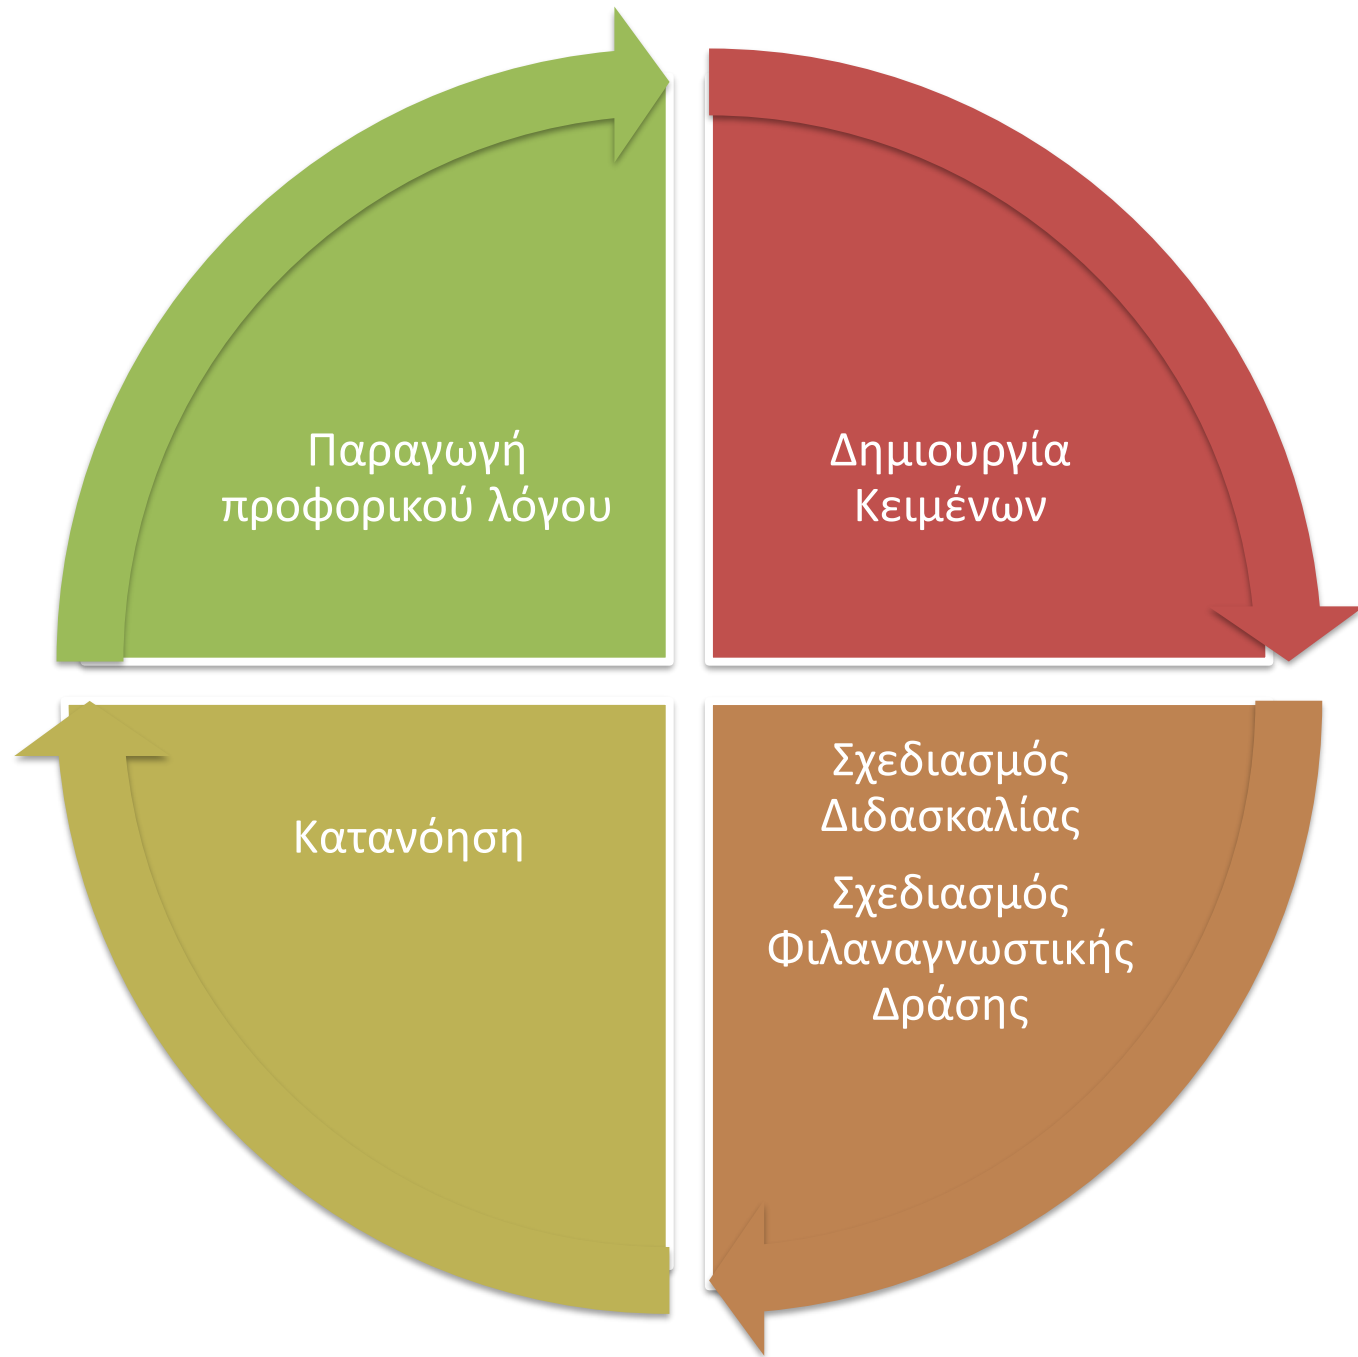 Παραγωγή
προφορικού λόγου
Δημιουργία
Κειμένων
Κατανόηση
Σχεδιασμός
Διδασκαλίας
Σχεδιασμός
Φιλαναγνωστικής
Δράσης